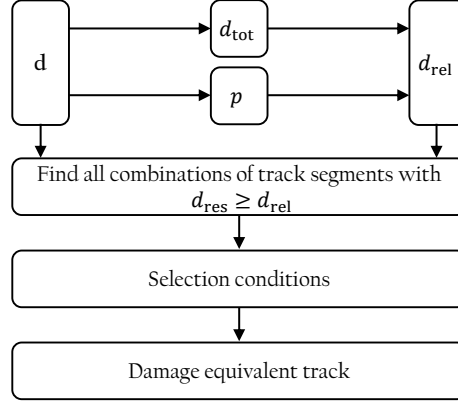 d
d_tot
p
d_rel
Find all combinations of track segments with
d_res ≥ d_rel
Selection conditions
Damage equivalent track